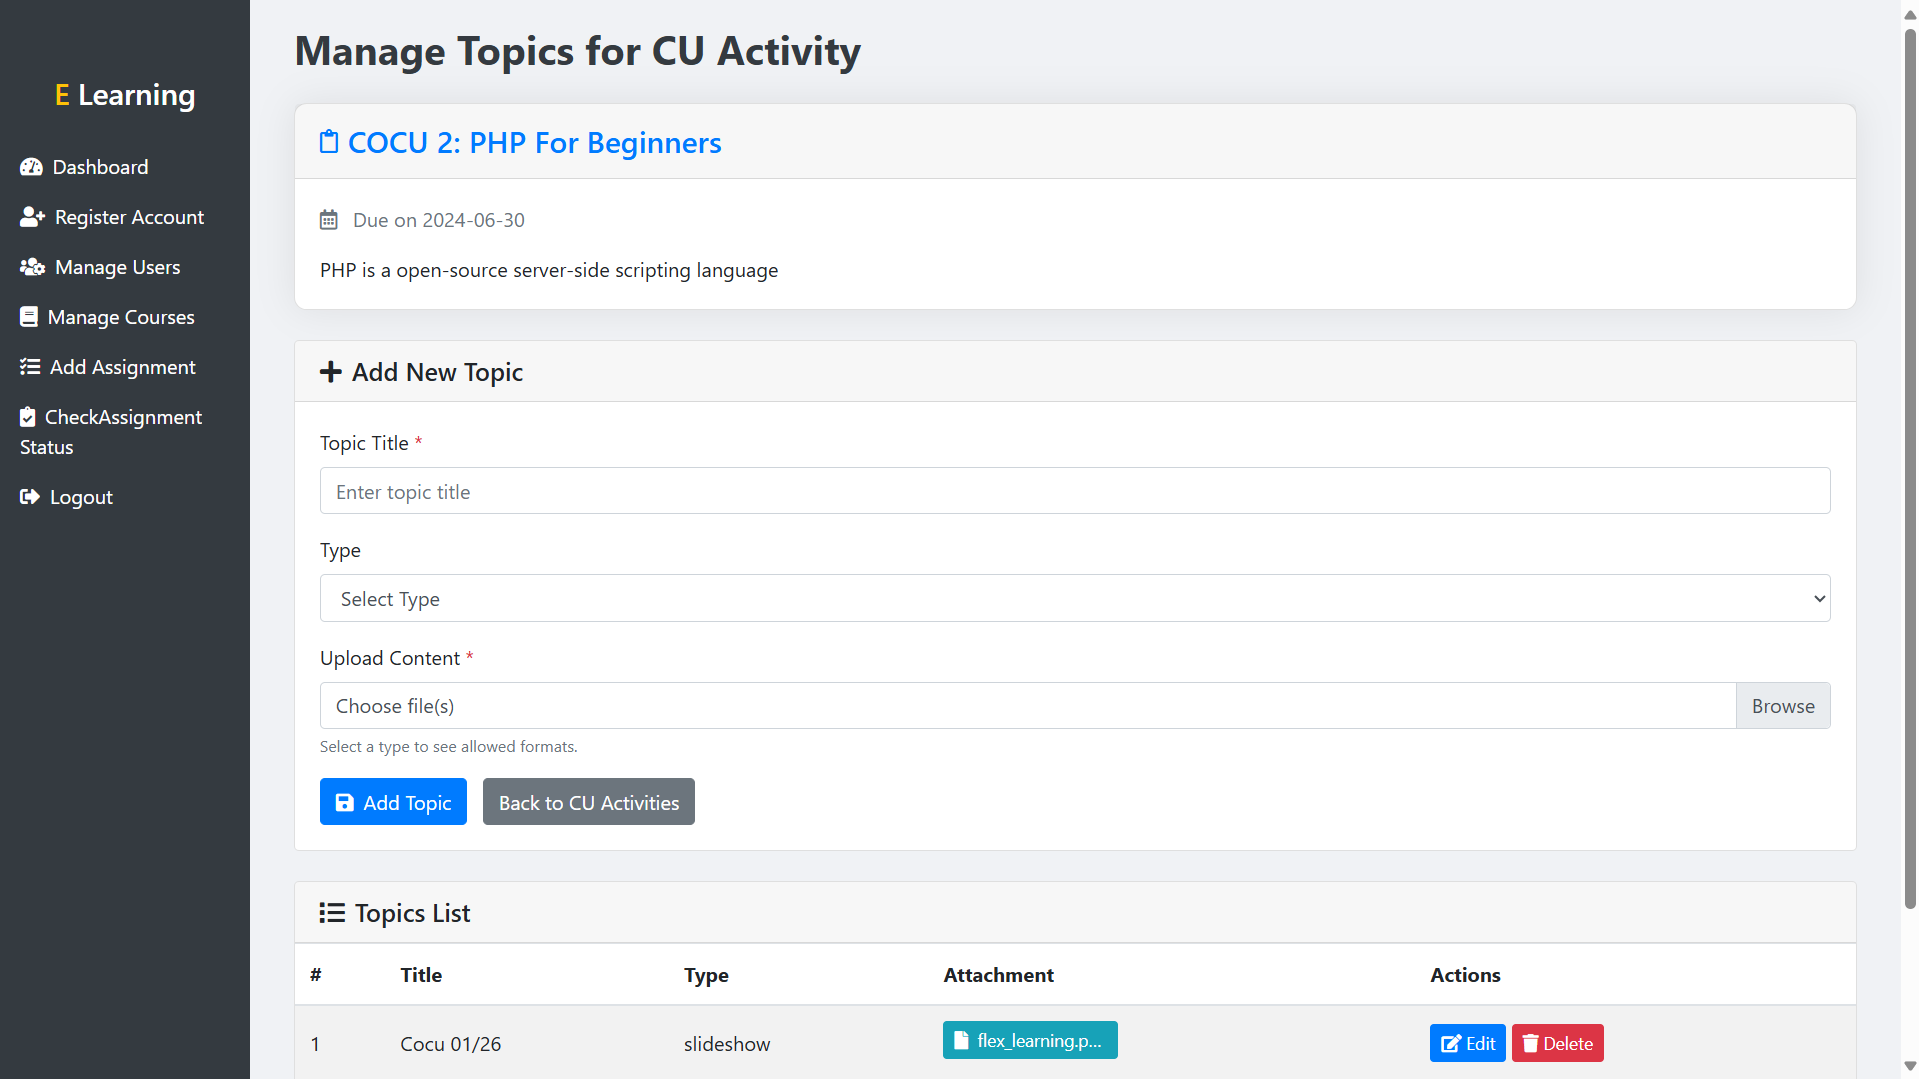 E Learning
Dashboard
Register Account
Manage Users
Manage Courses
Add Assignment
CheckAssignment
Status
Logout
Manage Topics for CU Activity
COCU 2: PHP For Beginners
Due on 2024-06-30
PHP is a open-source server-side scripting language
Add New Topic
Topic Title *
Enter topic title
Type
Select Type
Upload Content *
Choose file(s) Browse
Select a type to see allowed formats.
Add Topic Back to CU Activities
Topics List
# Title Type Attachment Actions
1 Cocu 01/26 slideshow flex_learning.p... Edit Delete